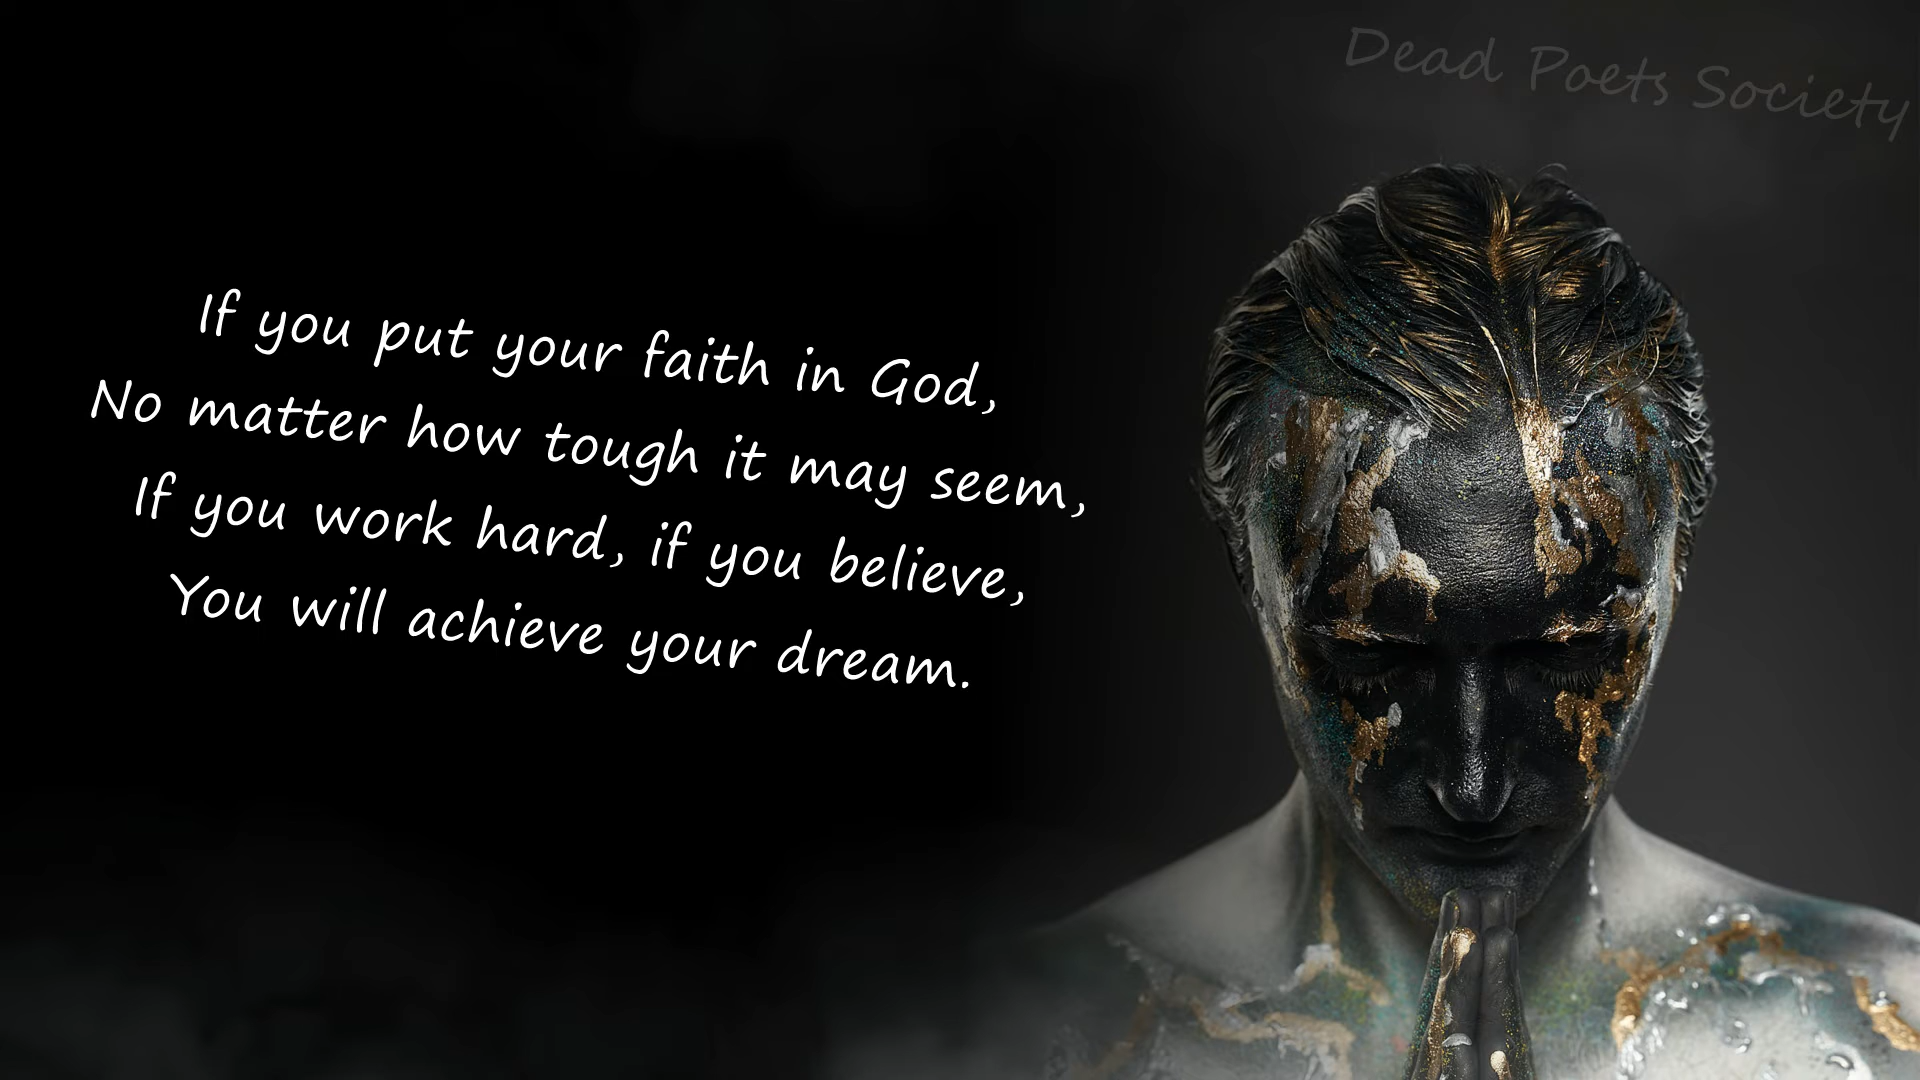 Dead Poets Society
If you put your faith in God,
No matter how tough it may seem,
If you work hard, if you believe,
You will achieve your dream.